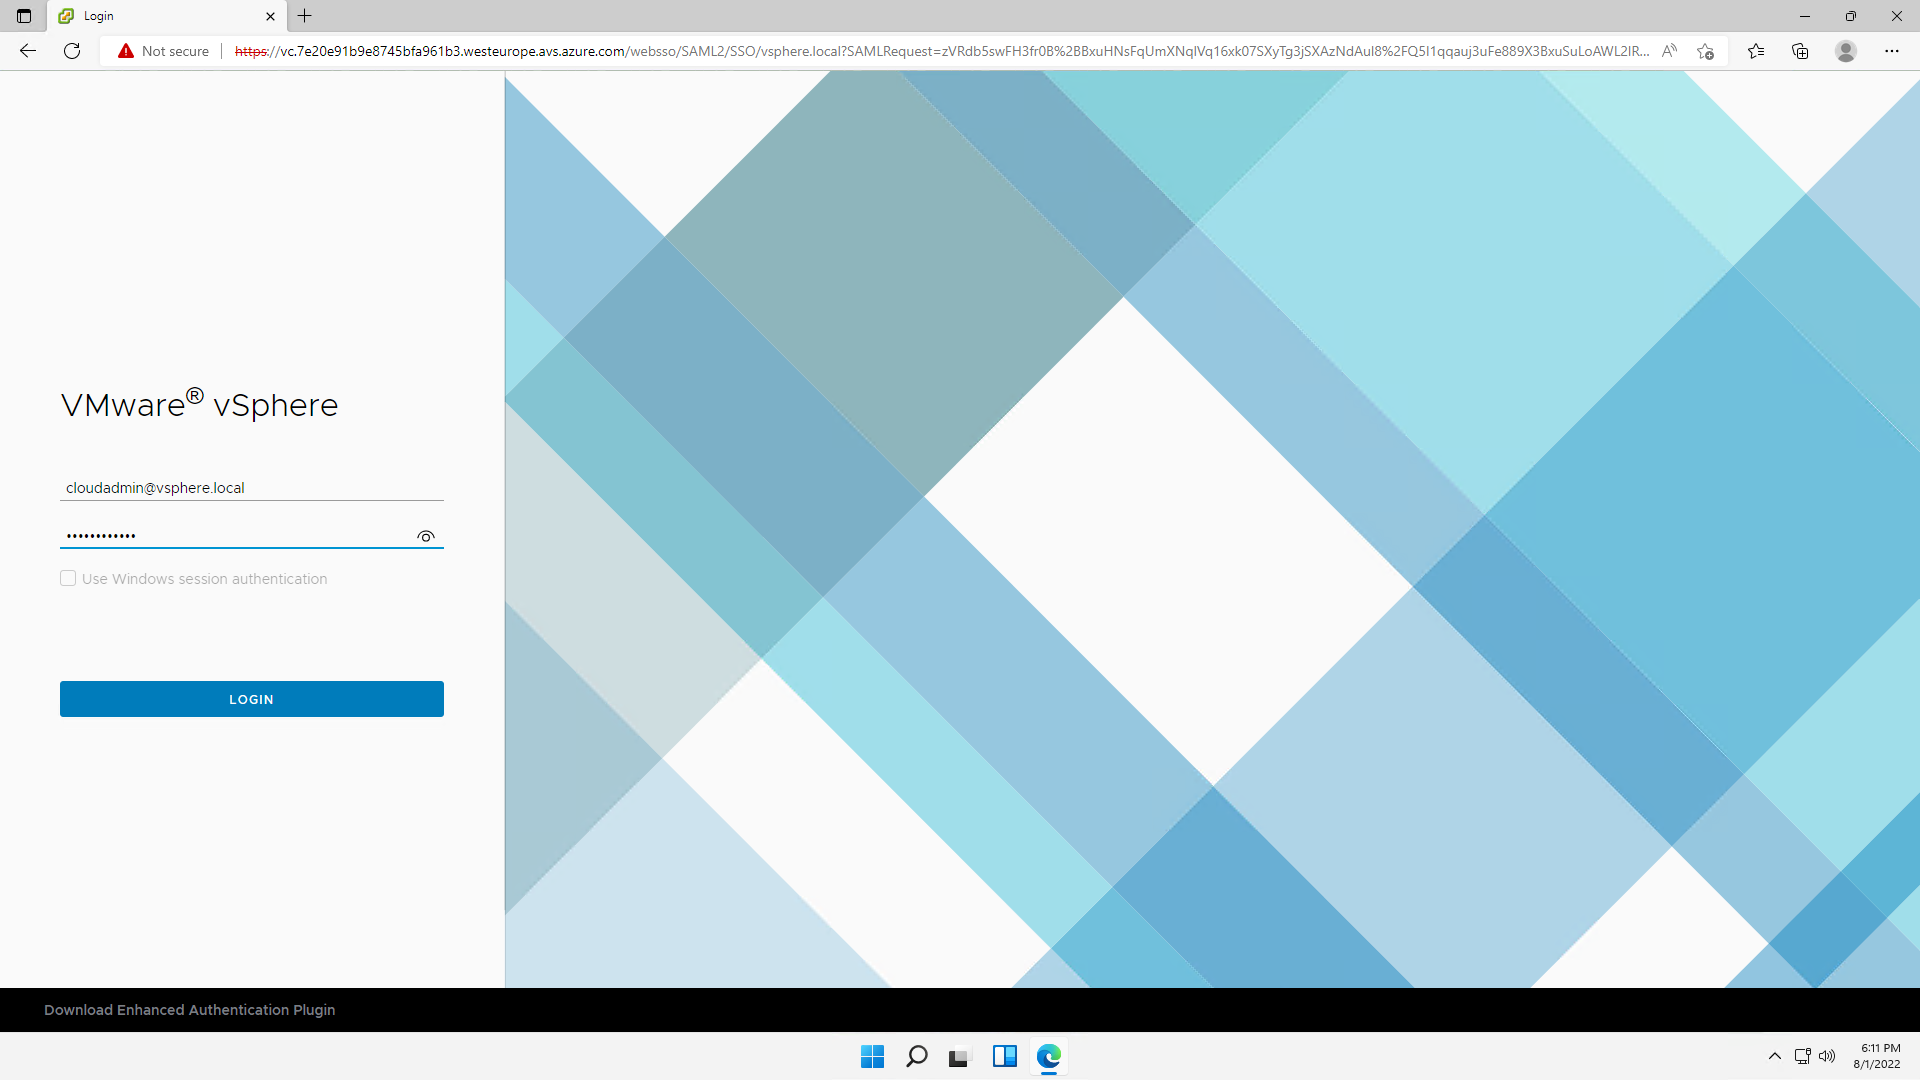 Login
Not secure
https://vc.7e20e91b9e8745bfa961b3.westeurope.avs.azure.com/websso/SAML2/SSO/vsphere.local?SAMLRequest=zVRdb5swFH3fr0B%2BBxuHNsFqUmXNqIVq16xk07SXyTg3jSXAzNdAul8%2FQ5I1qqauj3uFe889X3BxuSuLoAWL2IR...
VMware® vSphere
cloudadmin@vsphere.local
••••••••••••
Use Windows session authentication
LOGIN
Download Enhanced Authentication Plugin
6:11 PM
8/1/2022